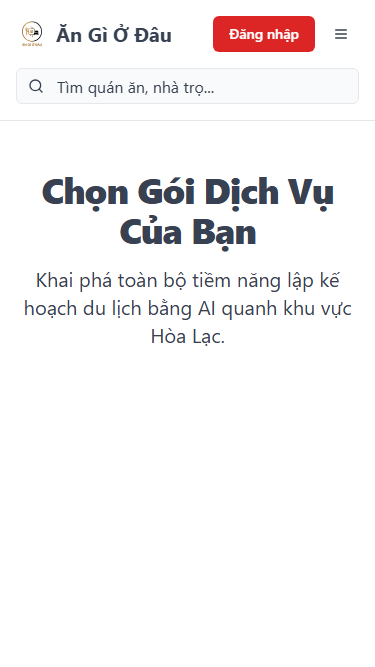 Ăn Gì Ở Đâu
Đăng nhập
Tìm quán ăn, nhà trọ...
Chọn Gói Dịch Vụ
Của Bạn
Khai phá toàn bộ tiềm năng lập kế
hoạch du lịch bằng AI quanh khu vực
Hòa Lạc.